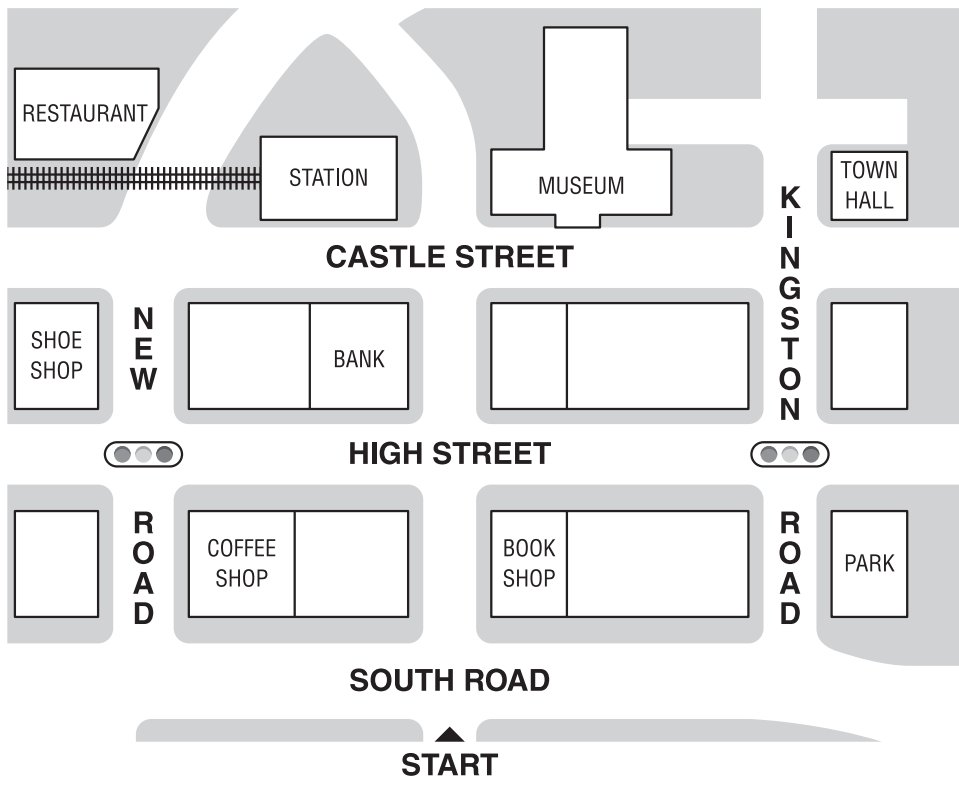 RESTAURANT
STATION
MUSEUM
TOWN
HALL
CASTLE STREET
KINGSTON
SHOE
SHOP
NEW
BANK
HIGH STREET
ROAD
COFFEE
SHOP
BOOK
SHOP
ROAD
PARK
SOUTH ROAD
START